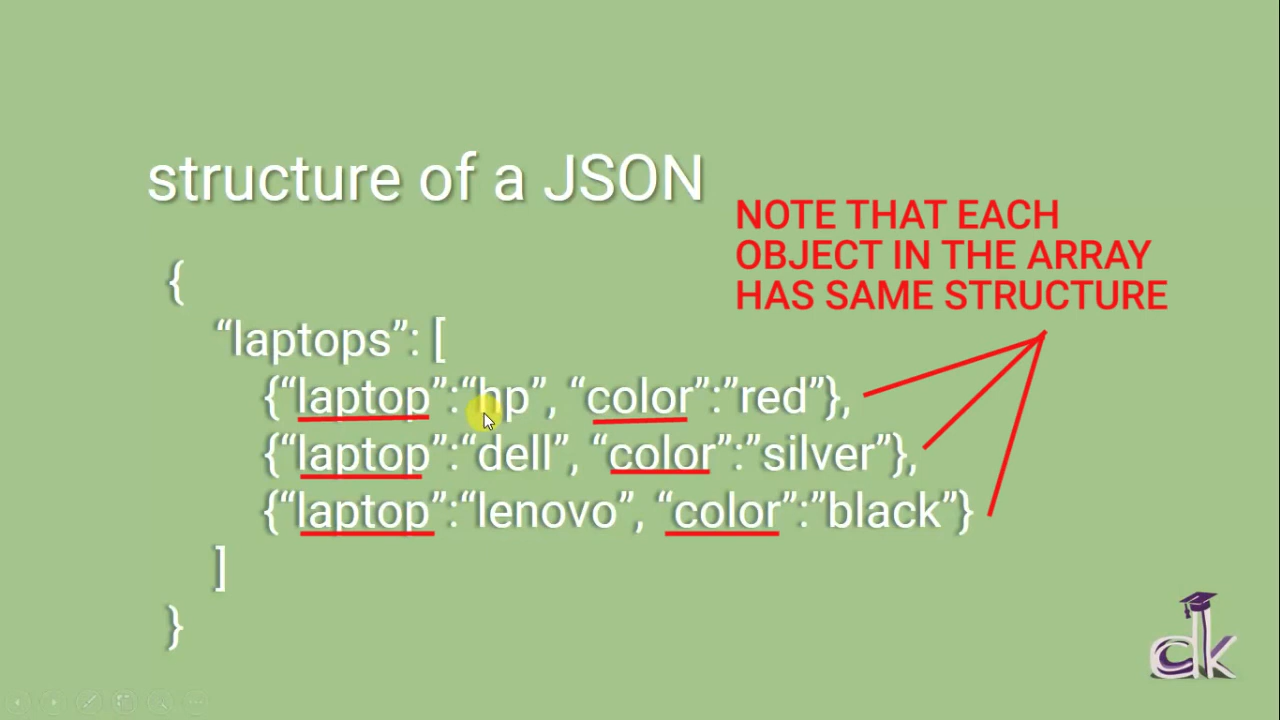 structure of a JSON
NOTE THAT EACH
OBJECT IN THE ARRAY
HAS SAME STRUCTURE
{
“laptops”: [
{“laptop”:“hp”, “color”:”red”},
{“laptop”:“dell”, “color”:”silver”},
{“laptop”:“lenovo”, “color”:”black”}
]
}
dk